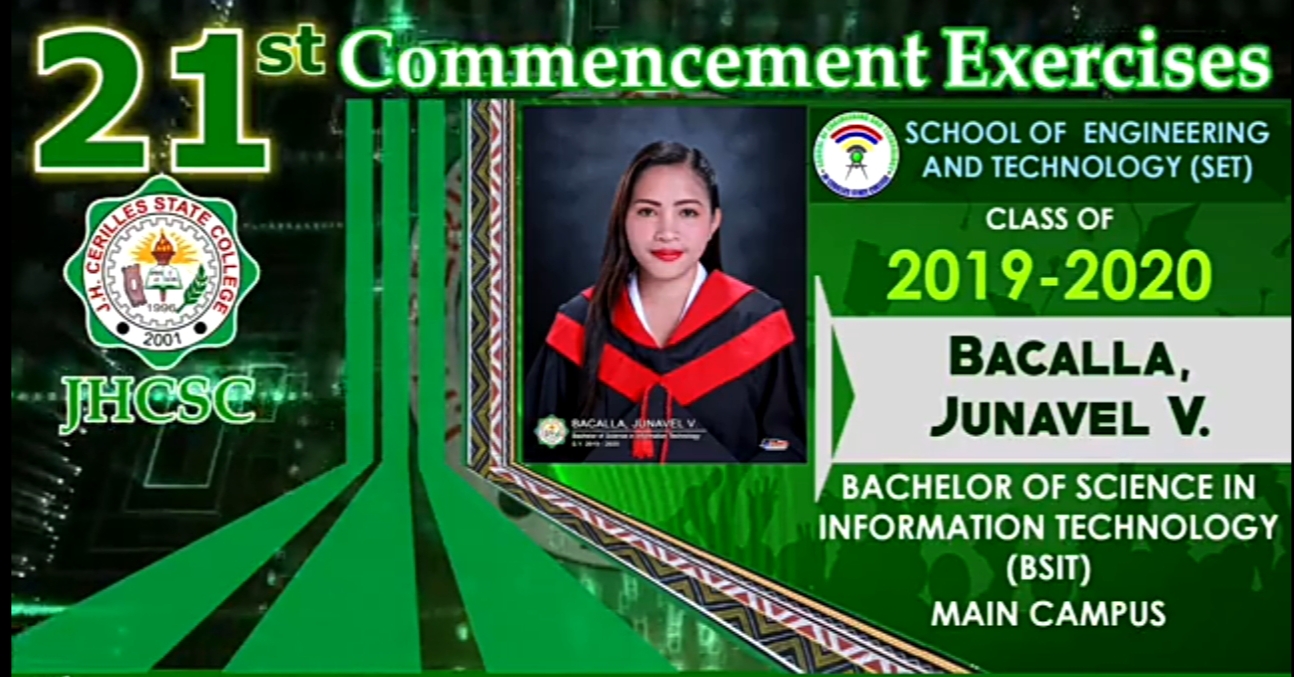 21st Commencement Exercises
J.H. CERILLES STATE COLLEGE
1996
2001
JHCSC
SCHOOL OF ENGINEERING
AND TECHNOLOGY (SET)
CLASS OF
2019-2020
BACALLA,
JUNAVEL V.
BACHELOR OF SCIENCE IN
INFORMATION TECHNOLOGY
(BSIT)
MAIN CAMPUS
BACALLA, JUNAVEL V.
Bachelor of Science in Information Technology